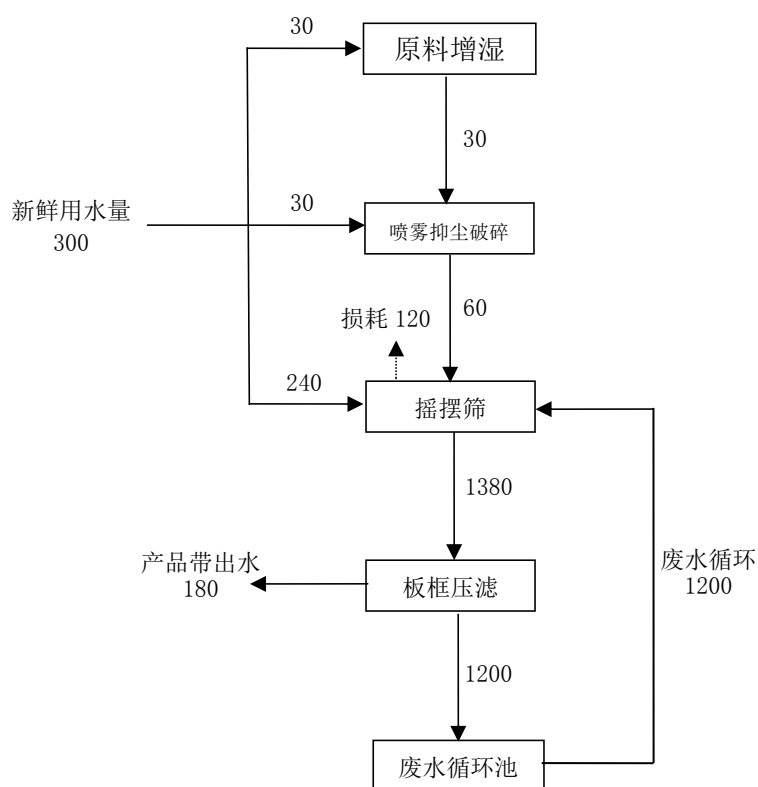 30
原料增湿
30
新鲜用水量
300
30
喷雾抑尘破碎
60
损耗 120
240
摇摆筛
1380
产品带出水
180
板框压滤
废水循环
1200
1200
废水循环池